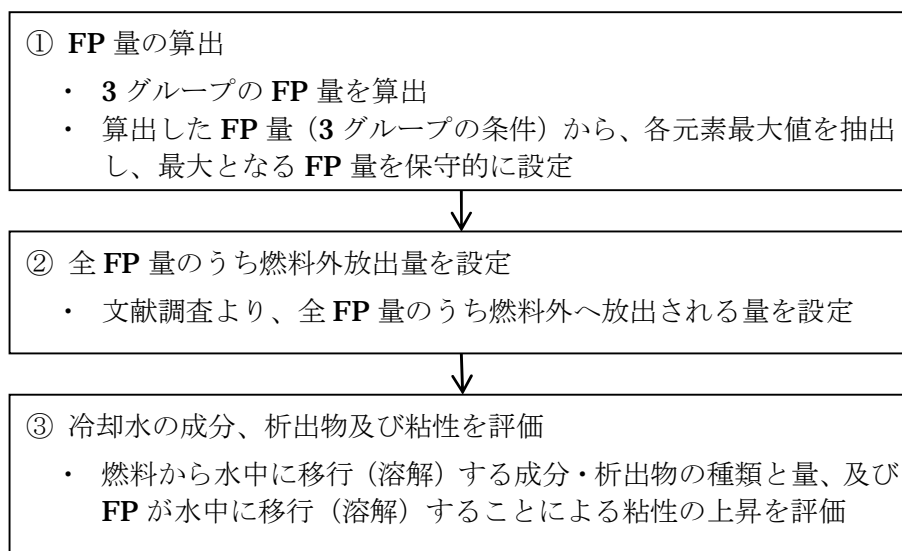 ① FP 量の算出
・ 3 グループの FP 量を算出
・ 算出した FP 量（3 グループの条件）から、各元素最大値を抽出
し、最大となる FP 量を保守的に設定
② 全 FP 量のうち燃料外放出量を設定
・ 文献調査より、全 FP 量のうち燃料外へ放出される量を設定
③ 冷却水の成分、析出物及び粘性を評価
・ 燃料から水中に移行（溶解）する成分・析出物の種類と量、及び
FP が水中に移行（溶解）することによる粘性の上昇を評価